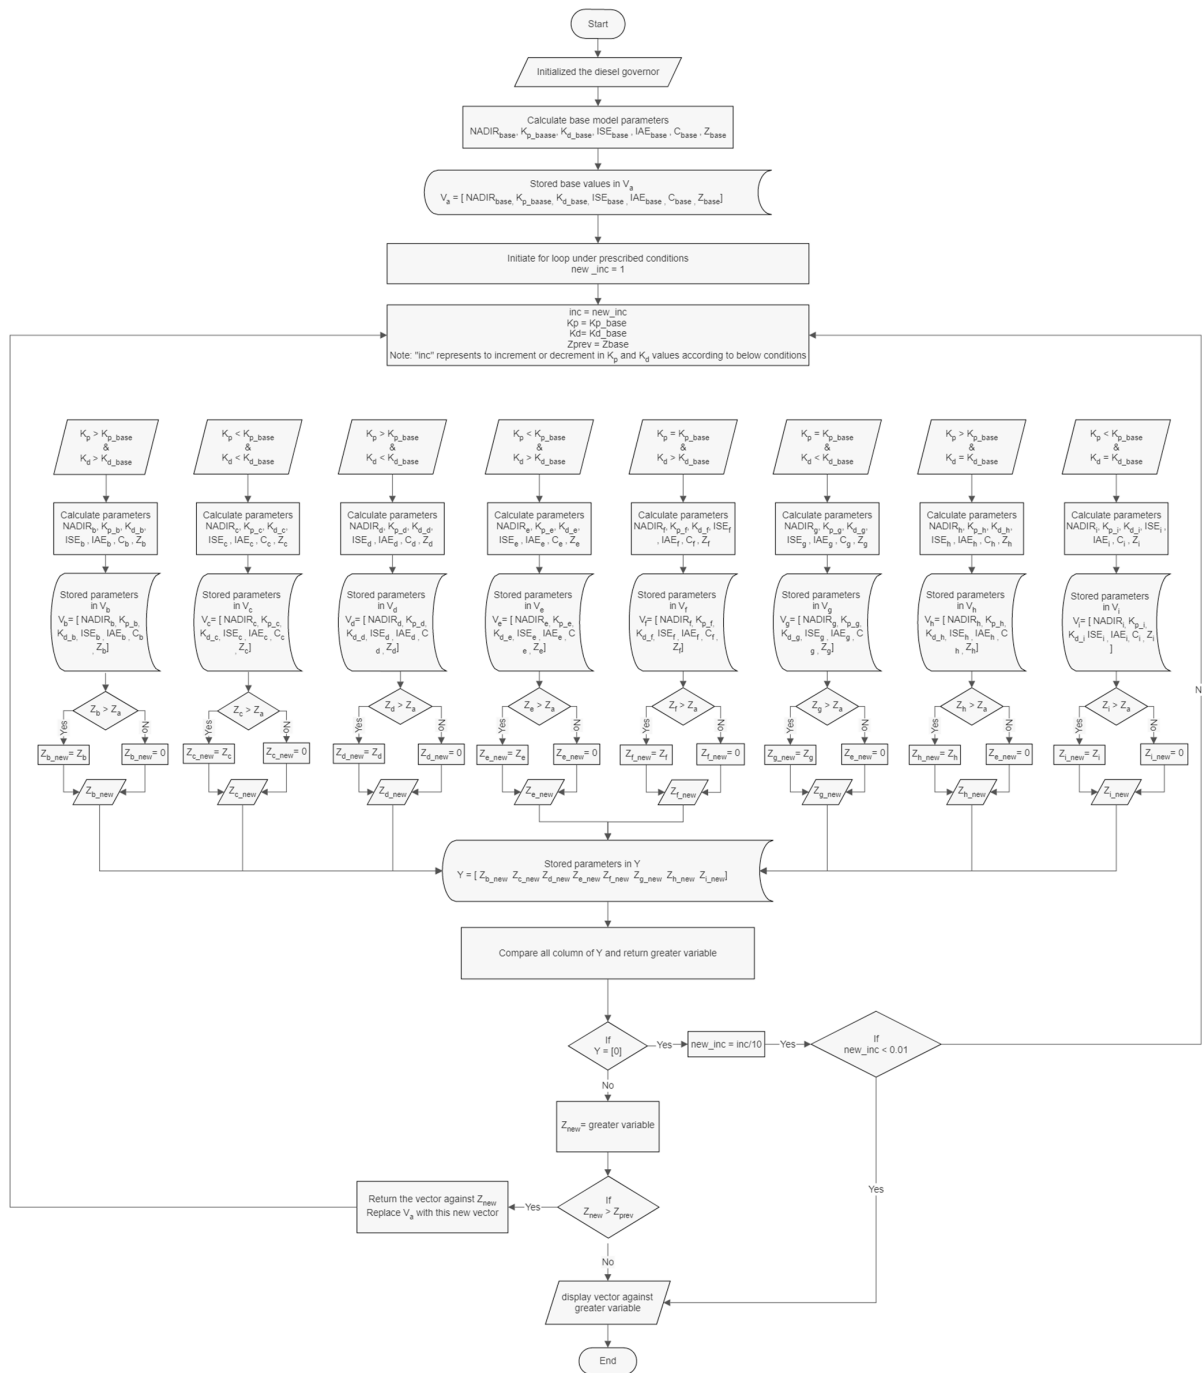 Start
Initialized the diesel governor
Calculate base model parameters
NADIR_base, K_p_baase, K_d_base, ISE_base , IAE_base , C_base , Z_base
Stored base values in V_a
V_a = [ NADIR_base, K_p_baase, K_d_base, ISE_base , IAE_base , C_base , Z_base]
Initiate for loop under prescribed conditions
new _inc = 1
inc = new_inc
Kp = Kp_base
Kd= Kd_base
Zprev = Zbase
Note: "inc" represents to increment or decrement in K_p and K_d values according to below conditions
K_p > K_p_base
&
K_d > K_d_base
K_p < K_p_base
&
K_d < K_d_base
K_p > K_p_base
&
K_d < K_d_base
K_p < K_p_base
&
K_d > K_d_base
K_p = K_p_base
&
K_d > K_d_base
K_p = K_p_base
&
K_d < K_d_base
K_p > K_p_base
&
K_d = K_d_base
K_p < K_p_base
&
K_d = K_d_base
Calculate parameters
NADIR_b, K_p_b, K_d_b,
ISE_b , IAE_b , C_b , Z_b
Calculate parameters
NADIR_c, K_p_c, K_d_c,
ISE_c , IAE_c , C_c , Z_c
Calculate parameters
NADIR_d, K_p_d, K_d_d,
ISE_d , IAE_d , C_d , Z_d
Calculate parameters
NADIR_e, K_p_e, K_d_e,
ISE_e , IAE_e , C_e , Z_e
Calculate parameters
NADIR_f, K_p_f, K_d_f, ISE_f
, IAE_f , C_f , Z_f
Calculate parameters
NADIR_g, K_p_g, K_d_g,
ISE_g , IAE_g , C_g , Z_g
Calculate parameters
NADIR_h, K_p_h, K_d_h,
ISE_h , IAE_h , C_h , Z_h
Calculate parameters
NADIR_i, K_p_i, K_d_i, ISE_i ,
IAE_i , C_i , Z_i
Stored parameters
in V_b
V_b= [ NADIR_b, K_p_b,
K_d_b, ISE_b , IAE_b , C_b
, Z_b]
Stored parameters
in V_c
V_c= [ NADIR_c, K_p_c,
K_d_c, ISE_c , IAE_c , C_c
, Z_c]
Stored parameters
in V_d
V_d= [ NADIR_d, K_p_d,
K_d_d, ISE_d , IAE_d , C
d , Z_d]
Stored parameters
in V_e
V_e= [ NADIR_e, K_p_e,
K_d_e, ISE_e , IAE_e , C
e , Z_e]
Stored parameters
in V_f
V_f= [ NADIR_f, K_p_f,
K_d_f, ISE_f , IAE_f , C_f ,
Z_f]
Stored parameters
in V_g
V_g= [ NADIR_g, K_p_g,
K_d_g, ISE_g , IAE_g , C
g , Z_g]
Stored parameters
in V_h
V_h= [ NADIR_h, K_p_h,
K_d_h, ISE_h , IAE_h , C
h , Z_h]
Stored parameters
in V_i
V_i= [ NADIR_i, K_p_i,
K_d_i ISE_i , IAE_i , C_i, Z_i
]
N
Z_b > Z_a
Z_c > Z_a
Z_d > Z_a
Z_e > Z_a
Z_f > Z_a
Z_g > Z_a
Z_h > Z_a
Z_i > Z_a
Yes
No
Yes
No
Yes
No
Yes
No
Yes
No
Yes
No
Yes
No
Yes
No
Z_b_new= Z_b
Z_b_new= 0
Z_c_new= Z_c
Z_c_new= 0
Z_d_new= Z_d
Z_d_new= 0
Z_e_new= Z_e
Z_e_new= 0
Z_f_new= Z_f
Z_f_new= 0
Z_g_new= Z_g
Z_e_new= 0
Z_h_new= Z_h
Z_e_new= 0
Z_i_new= Z_i
Z_i_new= 0
Z_b_new
Z_c_new
Z_d_new
Z_e_new
Z_f_new
Z_g_new
Z_h_new
Z_i_new
Stored parameters in Y
Y = [ Z_b_new Z_c_new Z_d_new Z_e_new Z_f_new Z_g_new Z_h_new Z_i_new]
Compare all column of Y and return greater variable
If
Y = [0]
Yes
new_inc = inc/10
Yes
If
new_inc < 0.01
No
Z_new= greater variable
Yes
If
Z_new > Z_prev
Yes
Return the vector against Z_new
Replace V_a with this new vector
No
display vector against
greater variable
End